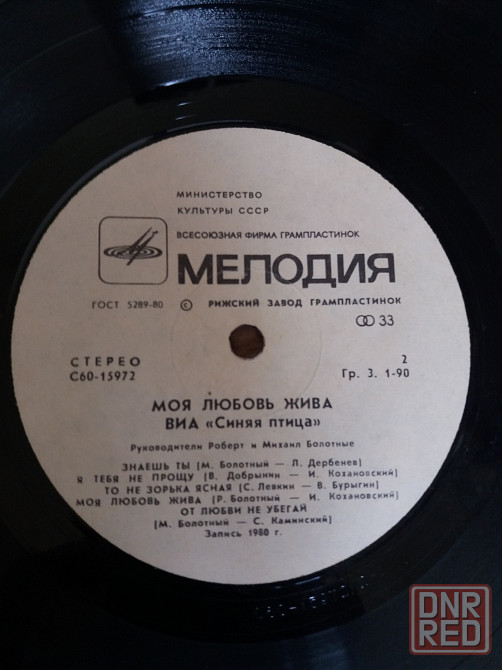 МИНИСТЕРСТВО
КУЛЬТУРЫ СССР
ВСЕСОЮЗНАЯ ФИРМА ГРАМПЛАСТИНОК
МЕЛОДИЯ
ГОСТ 5289-80 © РИЖСКИЙ ЗАВОД ГРАМПЛАСТИНОК
33
СТЕРЕО 2
С60-15972 Гр. 3. 1-90
МОЯ ЛЮБОВЬ ЖИВА
ВИА «Синяя птица»
Руководители Роберт и Михаил Болотные
ЗНАЕШЬ ТЫ (М. Болотный — Л. Дербенев)
Я ТЕБЯ НЕ ПРОЩУ (В. Добрынин — И. Кохановский)
ТО НЕ ЗОРЬКА ЯСНАЯ (С. Левкин — В. Бурыгин)
МОЯ ЛЮБОВЬ ЖИВА (Р. Болотный — И. Кохановский)
ОТ ЛЮБВИ НЕ УБЕГАЙ
(М. Болотный — С. Каминский)
Запись 1980 г.
DNR
RED